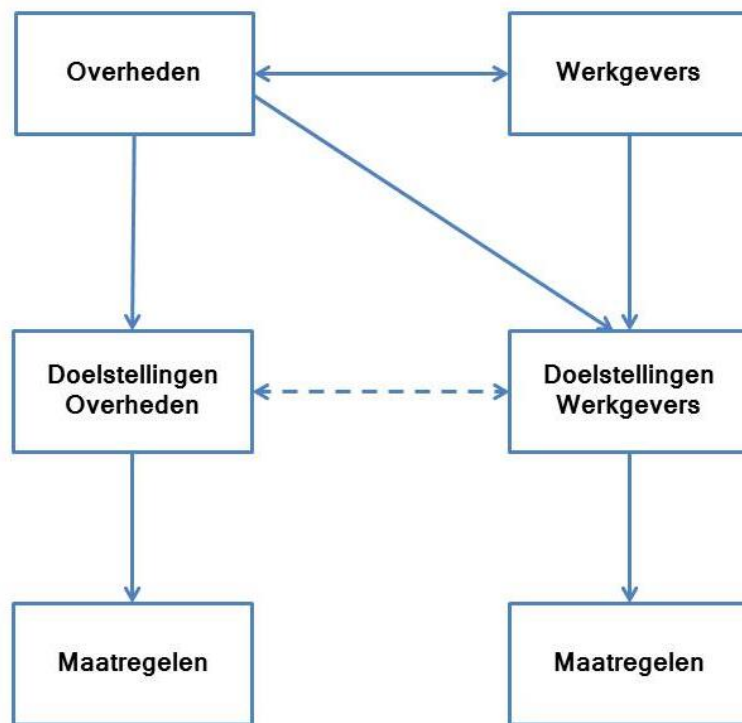 Overheden
Werkgevers
Doelstellingen
Overheden
Doelstellingen
Werkgevers
Maatregelen
Maatregelen